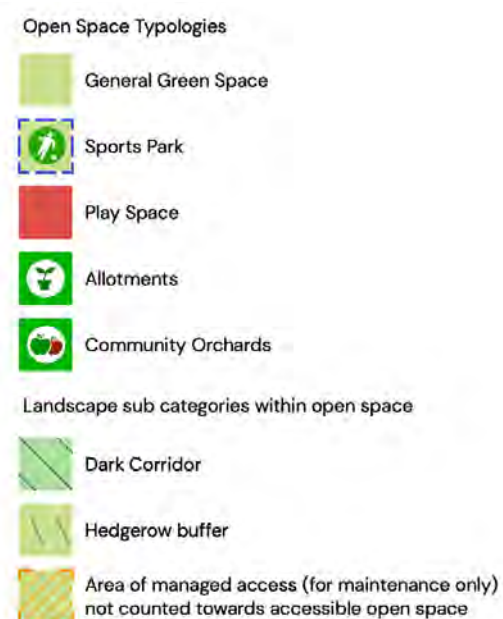 Open Space Typologies
General Green Space
Sports Park
Play Space
Allotments
Community Orchards
Landscape sub categories within open space
Dark Corridor
Hedgerow buffer
Area of managed access (for maintenance only)
not counted towards accessible open space